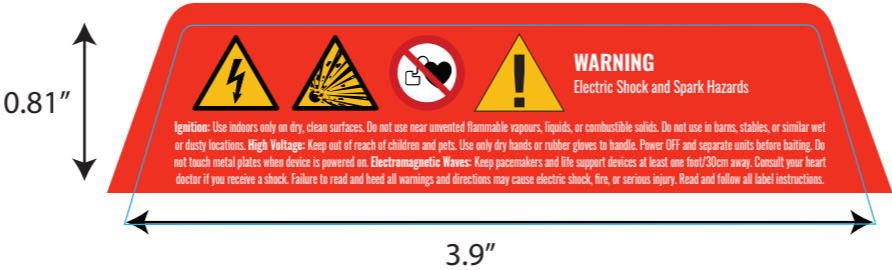 WARNING
Electric Shock and Spark Hazards
0.81”
Ignition: Use indoors only on dry, clean surfaces. Do not use near unvented flammable vapours, liquids, or combustible solids. Do not use in barns, stables, or similar wet
or dusty locations. High Voltage: Keep out of reach of children and pets. Use only dry hands or rubber gloves to handle. Power OFF and separate units before baiting. Do
not touch metal plates when device is powered on. Electromagnetic Waves: Keep pacemakers and life support devices at least one foot/30cm away. Consult your heart
doctor if you receive a shock. Failure to read and heed all warnings and directions may cause electric shock, fire, or serious injury. Read and follow all label instructions.
3.9”